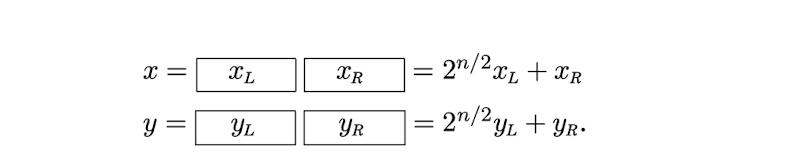 x = x_L x_R = 2^{n/2}x_L + x_R
y = y_L y_R = 2^{n/2}y_L + y_R.